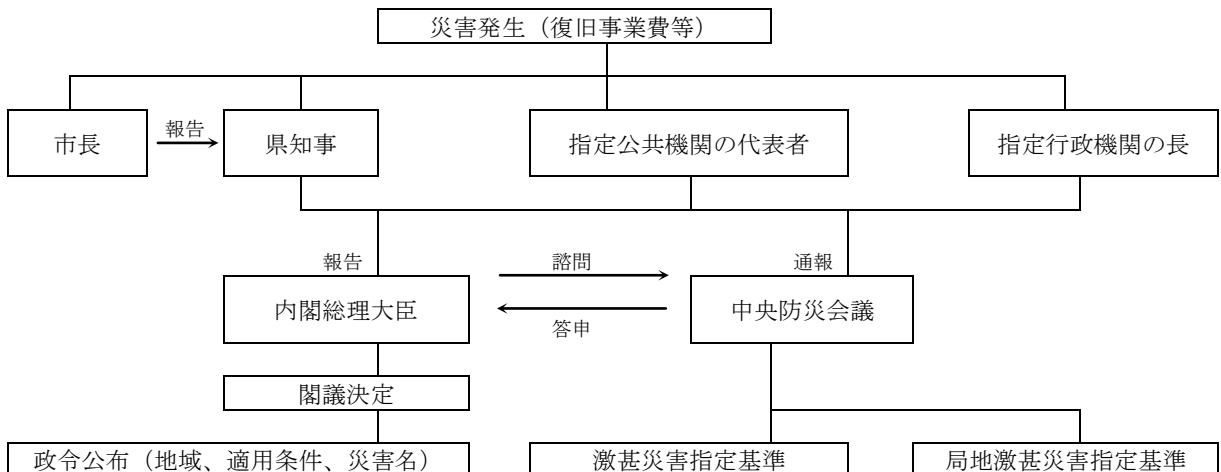 災害発生（復旧事業費等）
市長
報告
県知事
指定公共機関の代表者
指定行政機関の長
報告
諮問
通報
内閣総理大臣
中央防災会議
答申
閣議決定
政令公布（地域、適用条件、災害名）
激甚災害指定基準
局地激甚災害指定基準